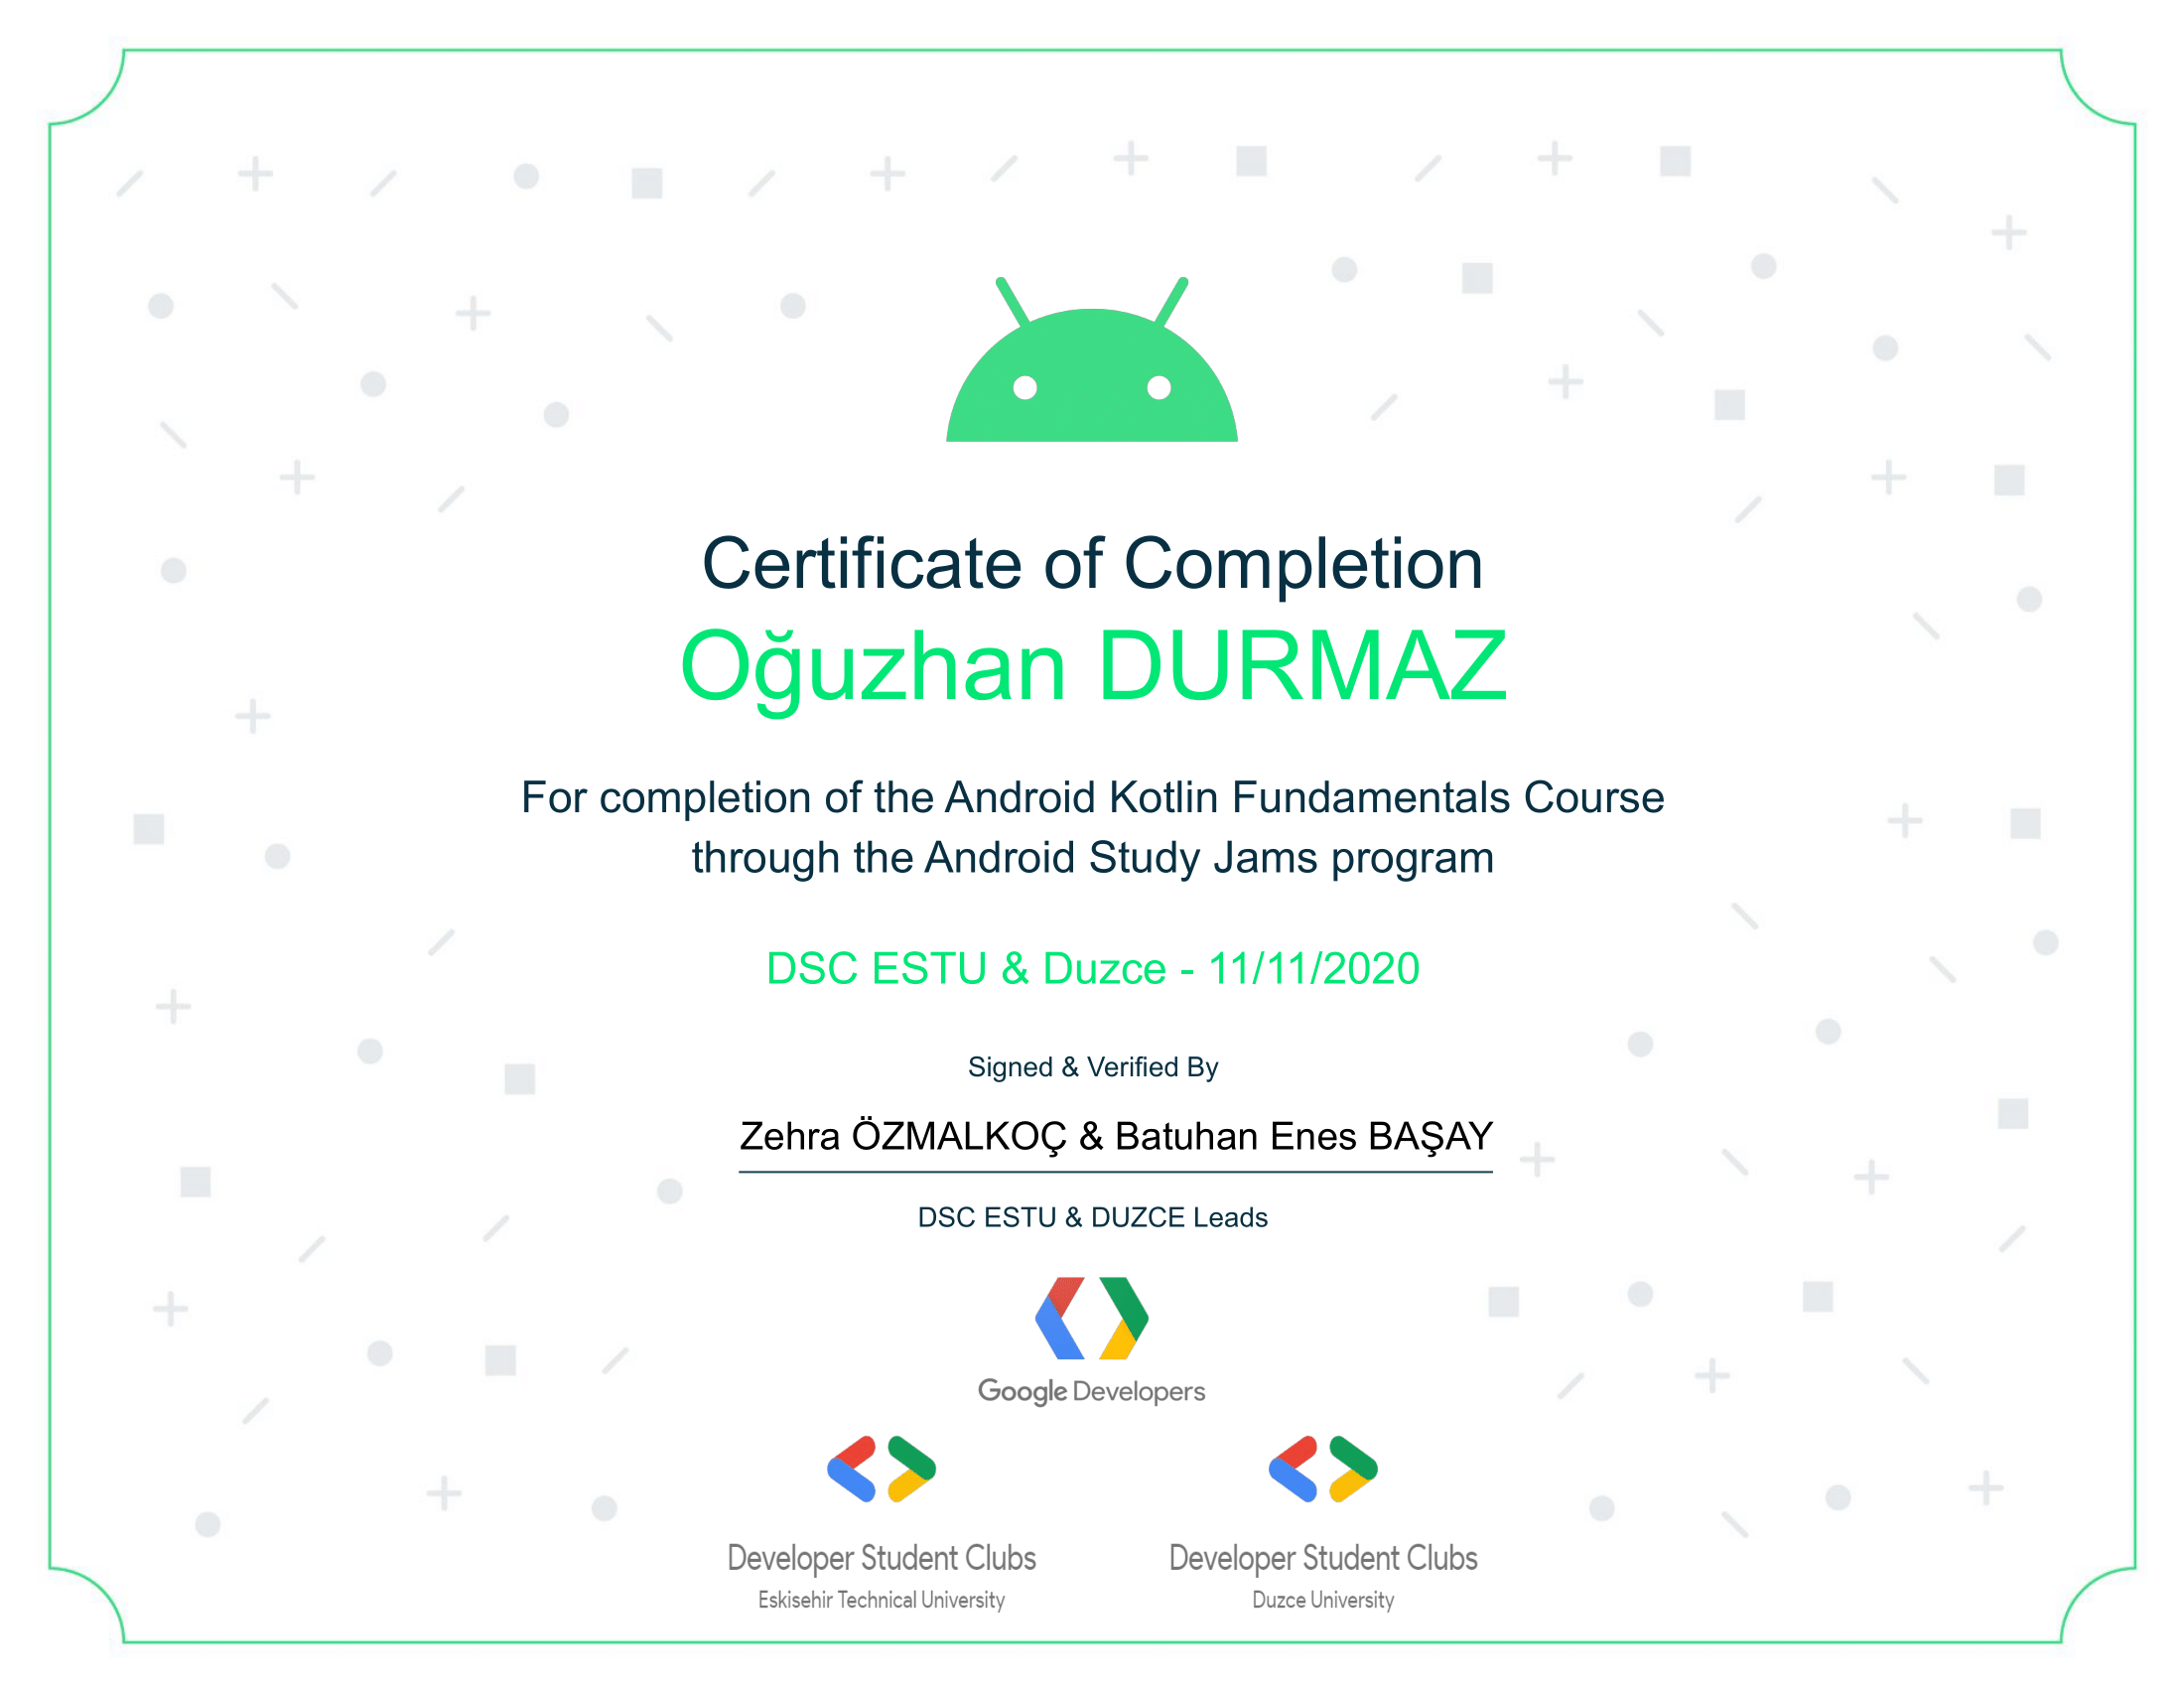 Certificate of Completion
Oğuzhan DURMAZ
For completion of the Android Kotlin Fundamentals Course
through the Android Study Jams program
DSC ESTU & Duzce - 11/11/2020
Signed & Verified By
Zehra ÖZMALKOÇ & Batuhan Enes BAŞAY
DSC ESTU & DUZCE Leads
Google Developers
Developer Student Clubs
Eskisehir Technical University
Developer Student Clubs
Duzce University